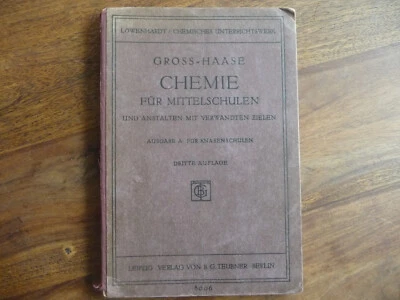 LÖWENHARDT / CHEMISCHES UNTERRICHTSWERK
GROSS-HAASE
CHEMIE
FÜR MITTELSCHULEN
UND ANSTALTEN MIT VERWANDTEN ZIELEN
AUSGABE A: FÜR KNABENSCHULEN
DRITTE AUFLAGE
LEIPZIG · VERLAG VON B. G. TEUBNER · BERLIN